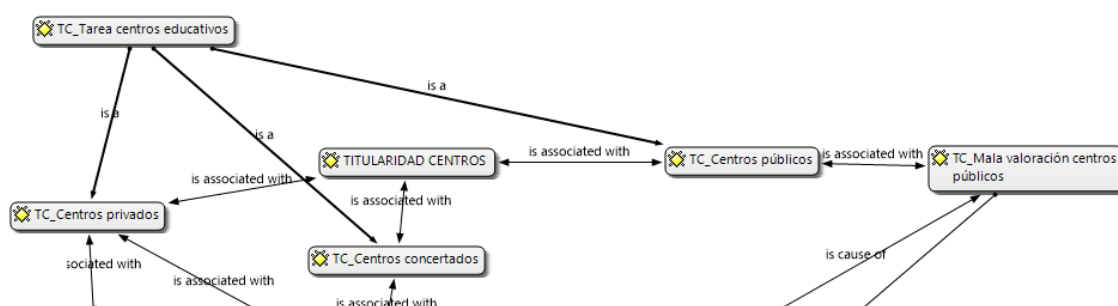 TC_Tarea centros educativos
is a
is a
is a
TITULARIDAD CENTROS
is associated with
TC_Centros públicos
is associated with
TC_Mala valoración centros
públicos
is associated with
is associated with
TC_Centros privados
TC_Centros concertados
is cause of
sociated with
is associated with
is associated with